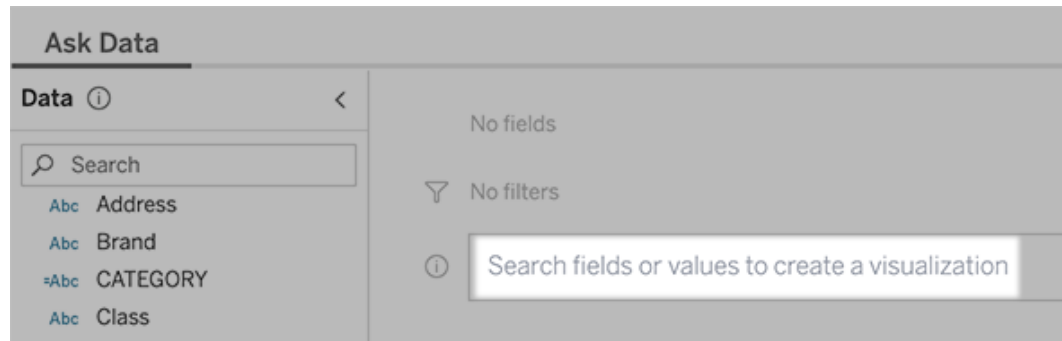 Ask Data
Data
Search
Abc Address
Abc Brand
=Abc CATEGORY
Abc Class
No fields
No filters
Search fields or values to create a visualization